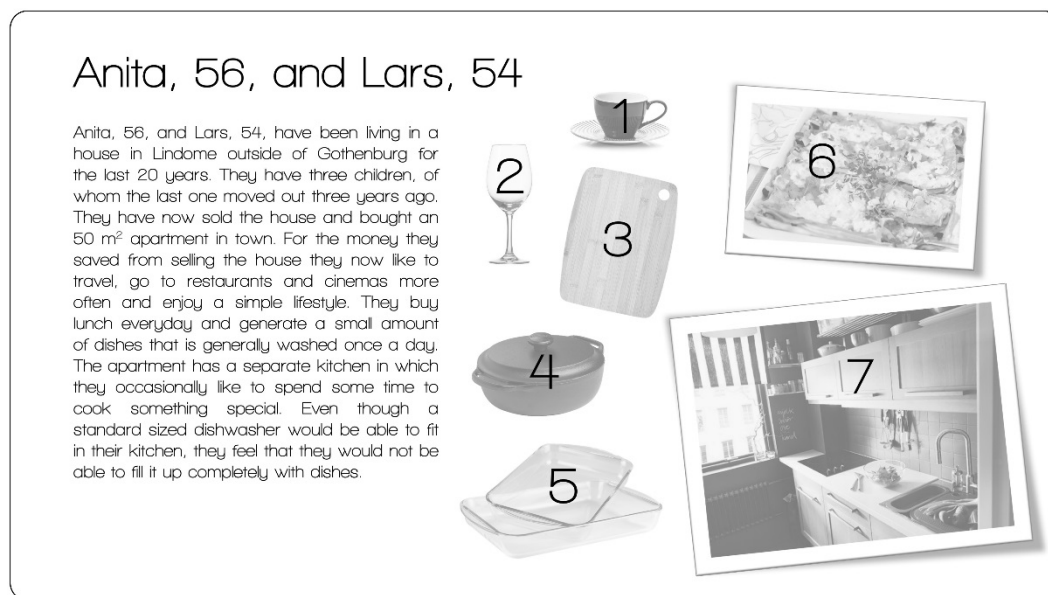 Anita, 56, and Lars, 54
Anita, 56, and Lars, 54, have been living in a
house in Lindome outside of Gothenburg for
the last 20 years. They have three children, of
whom the last one moved out three years ago.
They have now sold the house and bought an
50 m² apartment in town. For the money they
saved from selling the house they now like to
travel, go to restaurants and cinemas more
often and enjoy a simple lifestyle. They buy
lunch everyday and generate a small amount
of dishes that is generally washed once a day.
The apartment has a separate kitchen in which
they occasionally like to spend some time to
cook something special. Even though a
standard sized dishwasher would be able to fit
in their kitchen, they feel that they would not be
able to fill it up completely with dishes.
1
2
3
4
5
6
7